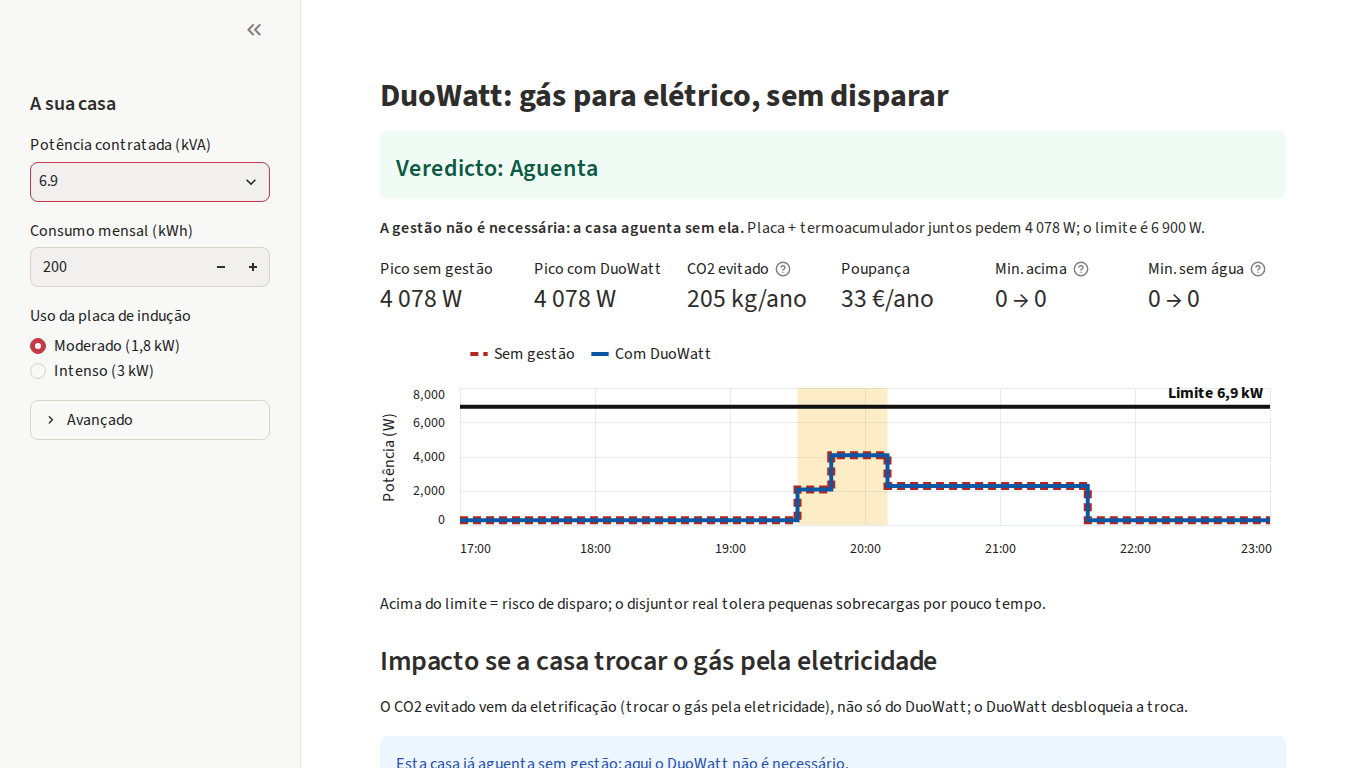 A sua casa
Potência contratada (kVA)
6.9
Consumo mensal (kWh)
200
Uso da placa de indução
Moderado (1,8 kW)
Intenso (3 kW)
Avançado
DuoWatt: gás para elétrico, sem disparar
Veredicto: Aguenta
A gestão não é necessária: a casa aguenta sem ela. Placa + termoacumulador juntos pedem 4 078 W; o limite é 6 900 W.
Pico sem gestão Pico com DuoWatt CO2 evitado Poupança Min. acima Min. sem água
4 078 W 4 078 W 205 kg/ano 33 €/ano 0 → 0 0 → 0
Sem gestão Com DuoWatt
Limite 6,9 kW
Potência (W)
8,000
6,000
4,000
2,000
0
17:00 18:00 19:00 20:00 21:00 22:00 23:00
Acima do limite = risco de disparo; o disjuntor real tolera pequenas sobrecargas por pouco tempo.
Impacto se a casa trocar o gás pela eletricidade
O CO2 evitado vem da eletrificação (trocar o gás pela eletricidade), não só do DuoWatt; o DuoWatt desbloqueia a troca.
Esta casa já aguenta sem gestão: aqui o DuoWatt não é necessário.